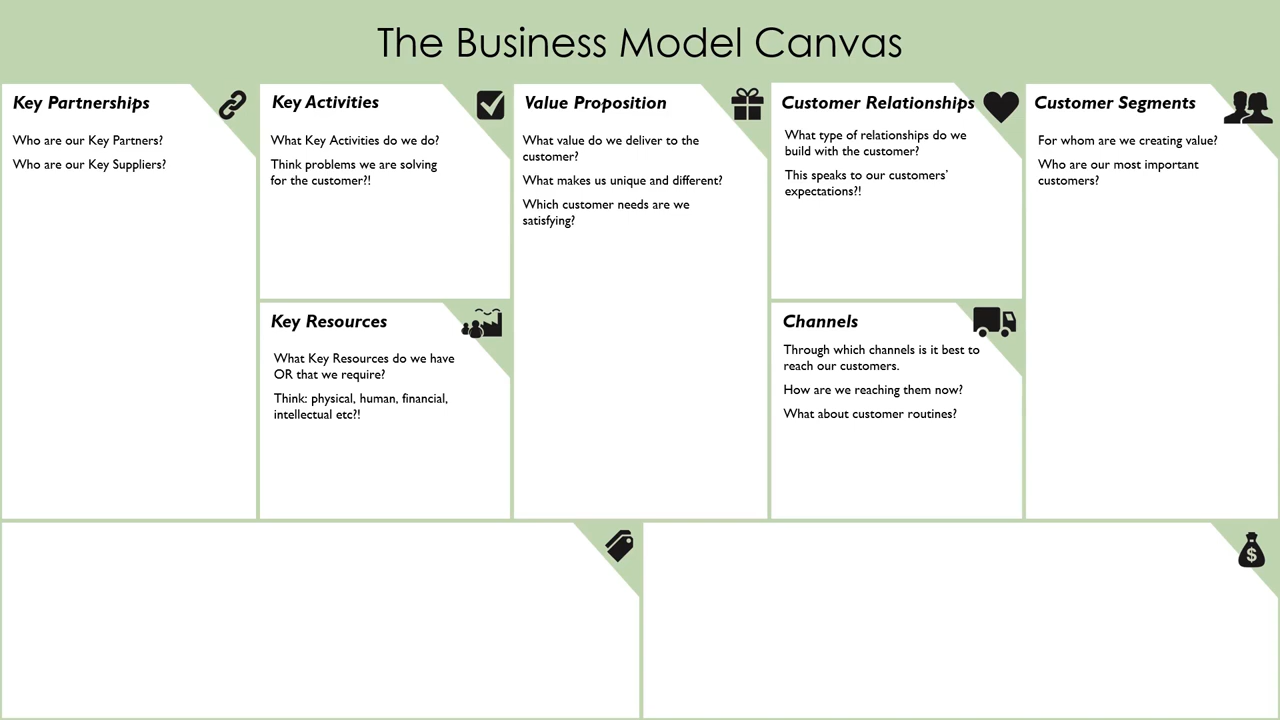 The Business Model Canvas
Key Partnerships
Who are our Key Partners?
Who are our Key Suppliers?
Key Activities
What Key Activities do we do?
Think problems we are solving
for the customer?!
Key Resources
What Key Resources do we have
OR that we require?
Think: physical, human, financial,
intellectual etc?!
Value Proposition
What value do we deliver to the
customer?
What makes us unique and different?
Which customer needs are we
satisfying?
Customer Relationships
What type of relationships do we
build with the customer?
This speaks to our customers’
expectations?!
Channels
Through which channels is it best to
reach our customers.
How are we reaching them now?
What about customer routines?
Customer Segments
For whom are we creating value?
Who are our most important
customers?
$